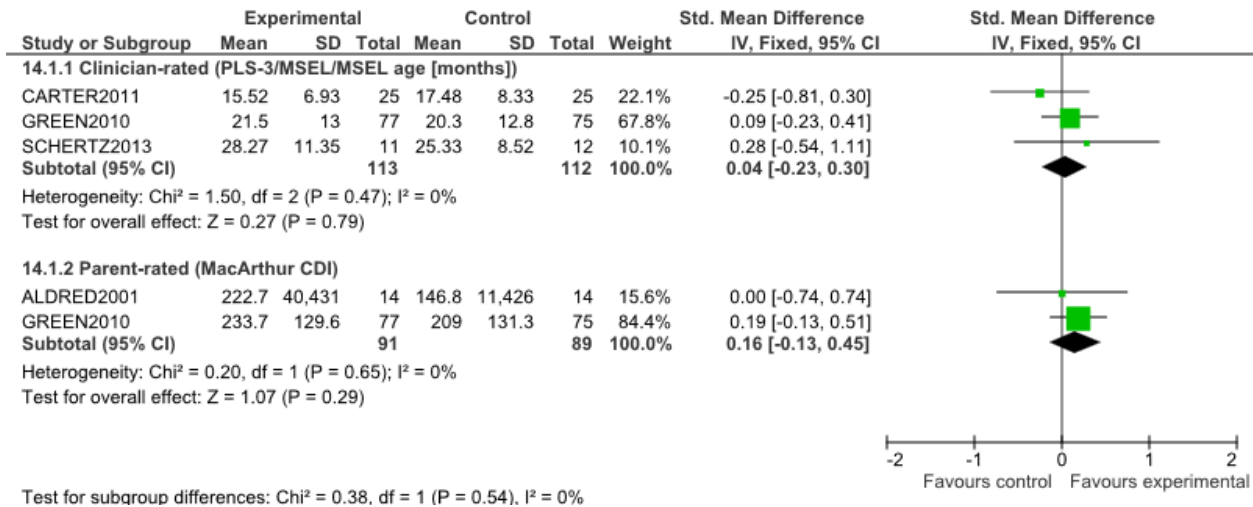 Experimental Control Std. Mean Difference Std. Mean Difference
Study or Subgroup Mean SD Total Mean SD Total Weight IV, Fixed, 95% CI IV, Fixed, 95% CI
14.1.1 Clinician-rated (PLS-3/MSEL/MSEL age [months])
CARTER2011 15.52 6.93 25 17.48 8.33 25 22.1% -0.25 [-0.81, 0.30]
GREEN2010 21.5 13 77 20.3 12.8 75 67.8% 0.09 [-0.23, 0.41]
SCHERTZ2013 28.27 11.35 11 25.33 8.52 12 10.1% 0.28 [-0.54, 1.11]
Subtotal (95% CI) 113 112 100.0% 0.04 [-0.23, 0.30]
Heterogeneity: Chi² = 1.50, df = 2 (P = 0.47); I² = 0%
Test for overall effect: Z = 0.27 (P = 0.79)
14.1.2 Parent-rated (MacArthur CDI)
ALDRED2001 222.7 40,431 14 146.8 11,426 14 15.6% 0.00 [-0.74, 0.74]
GREEN2010 233.7 129.6 77 209 131.3 75 84.4% 0.19 [-0.13, 0.51]
Subtotal (95% CI) 91 89 100.0% 0.16 [-0.13, 0.45]
Heterogeneity: Chi² = 0.20, df = 1 (P = 0.65); I² = 0%
Test for overall effect: Z = 1.07 (P = 0.29)
-2 -1 0 1 2
Favours control Favours experimental
Test for subgroup differences: Chi² = 0.38, df = 1 (P = 0.54), I² = 0%